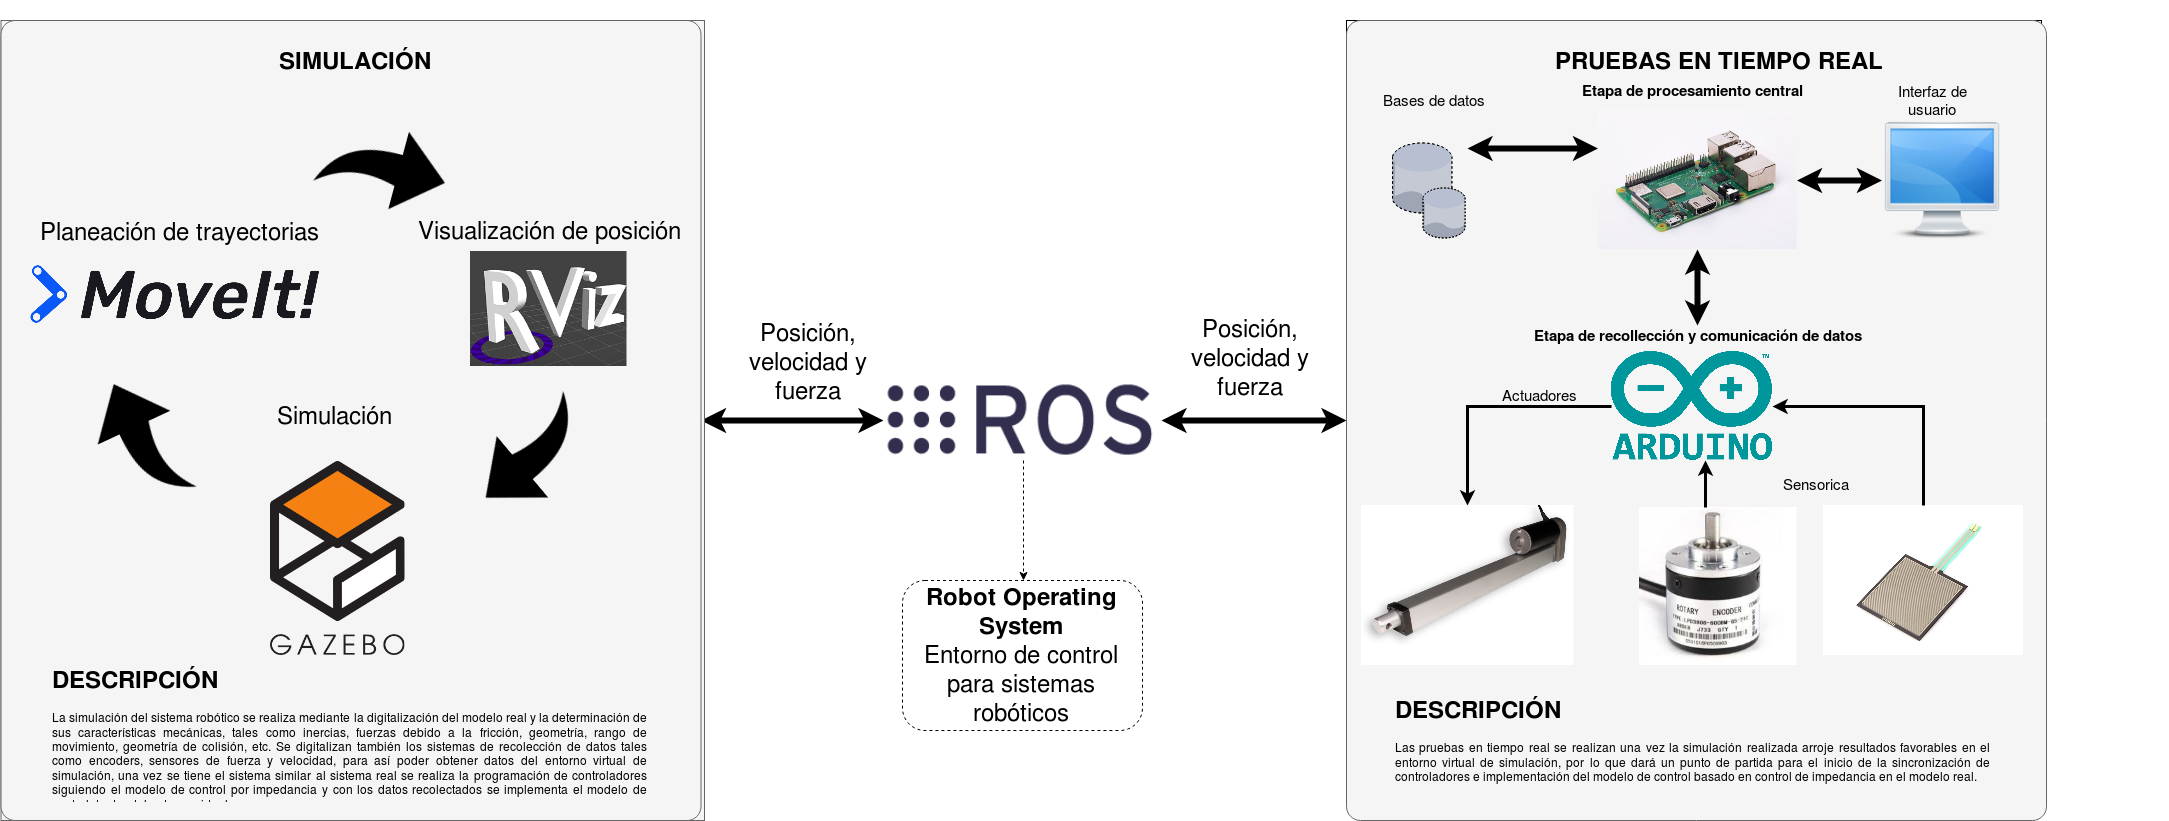 SIMULACIÓN
Planeación de trayectorias
MoveIt!
Visualización de posición
RViz
Simulación
GAZEBO
DESCRIPCIÓN
La simulación del sistema robótico se realiza mediante la digitalización del modelo real y la determinación de
sus características mecánicas, tales como inercias, fuerzas debido a la fricción, geometría, rango de
movimiento, geometría de colisión, etc. Se digitalizan también los sistemas de recolección de datos tales
como encoders, sensores de fuerza y velocidad, para así poder obtener datos del entorno virtual de
simulación, una vez se tiene el sistema similar al sistema real se realiza la programación de controladores
siguiendo el modelo de control por impedancia y con los datos recolectados se implementa el modelo de
Posición,
velocidad y
fuerza
ROS
Posición,
velocidad y
fuerza
Robot Operating
System
Entorno de control
para sistemas
robóticos
PRUEBAS EN TIEMPO REAL
Etapa de procesamiento central
Bases de datos
Interfaz de
usuario
Etapa de recollección y comunicación de datos
ARDUINO
TM
Actuadores
Sensorica
ROTARY ENCODER
DESCRIPCIÓN
Las pruebas en tiempo real se realizan una vez la simulación realizada arroje resultados favorables en el
entorno virtual de simulación, por lo que dará un punto de partida para el inicio de la sincronización de
controladores e implementación del modelo de control basado en control de impedancia en el modelo real.